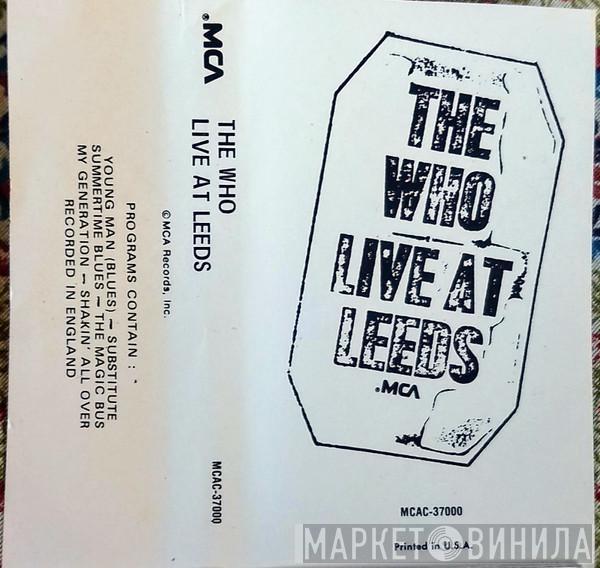 PROGRAMS CONTAIN :
YOUNG MAN (BLUES) — SUBSTITUTE
SUMMERTIME BLUES — THE MAGIC BUS
MY GENERATION — SHAKIN' ALL OVER
RECORDED IN ENGLAND
® MCA
THE WHO
LIVE AT LEEDS
© MCA Records, Inc.
MCAC-37000
THE
WHO
LIVE AT
LEEDS
MCA
MCAC-37000
Printed in U.S.A.
МАРКЕТ ВИНИЛА